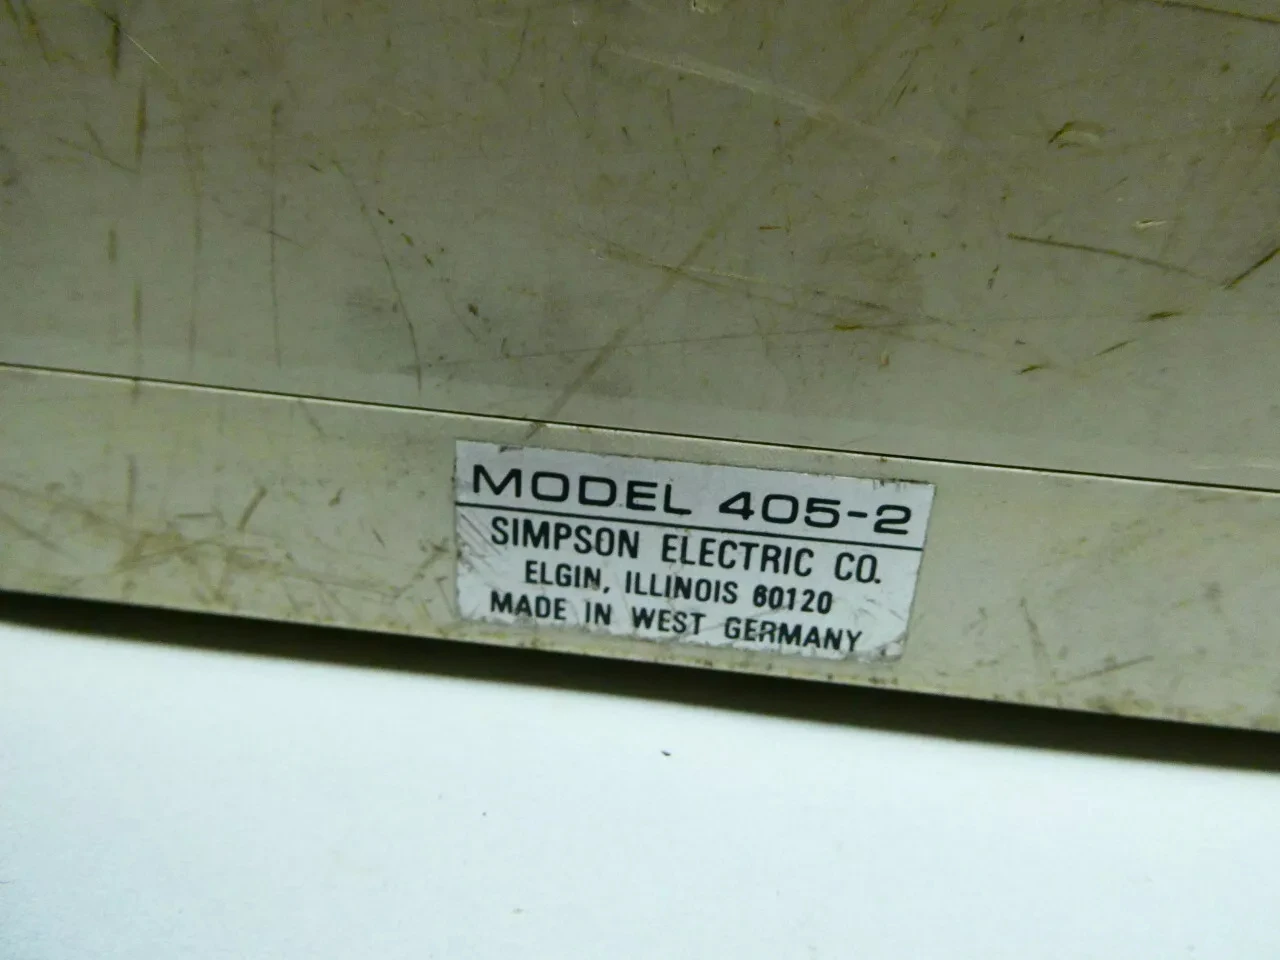 MODEL 405-2
SIMPSON ELECTRIC CO.
ELGIN, ILLINOIS 60120
MADE IN WEST GERMANY